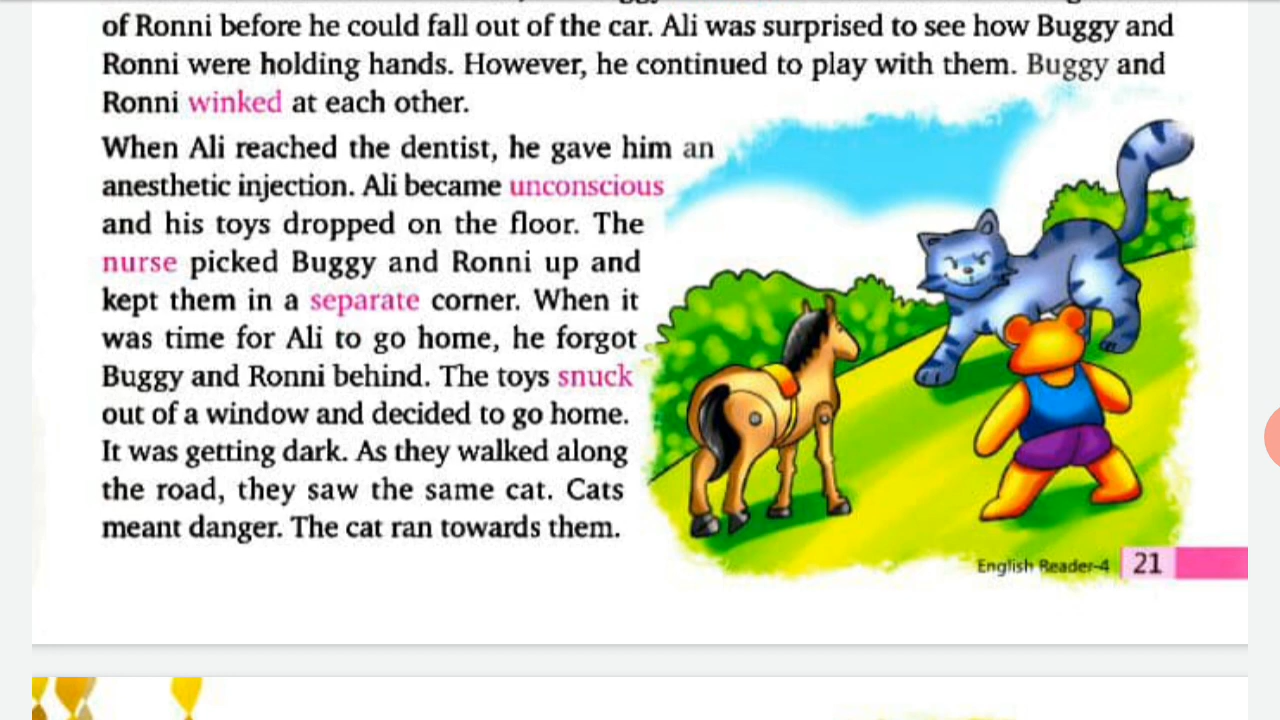 of Ronni before he could fall out of the car. Ali was surprised to see how Buggy and
Ronni were holding hands. However, he continued to play with them. Buggy and
Ronni winked at each other.
When Ali reached the dentist, he gave him an
anesthetic injection. Ali became unconscious
and his toys dropped on the floor. The
nurse picked Buggy and Ronni up and
kept them in a separate corner. When it
was time for Ali to go home, he forgot
Buggy and Ronni behind. The toys snuck
out of a window and decided to go home.
It was getting dark. As they walked along
the road, they saw the same cat. Cats
meant danger. The cat ran towards them.
English Reader-4 21